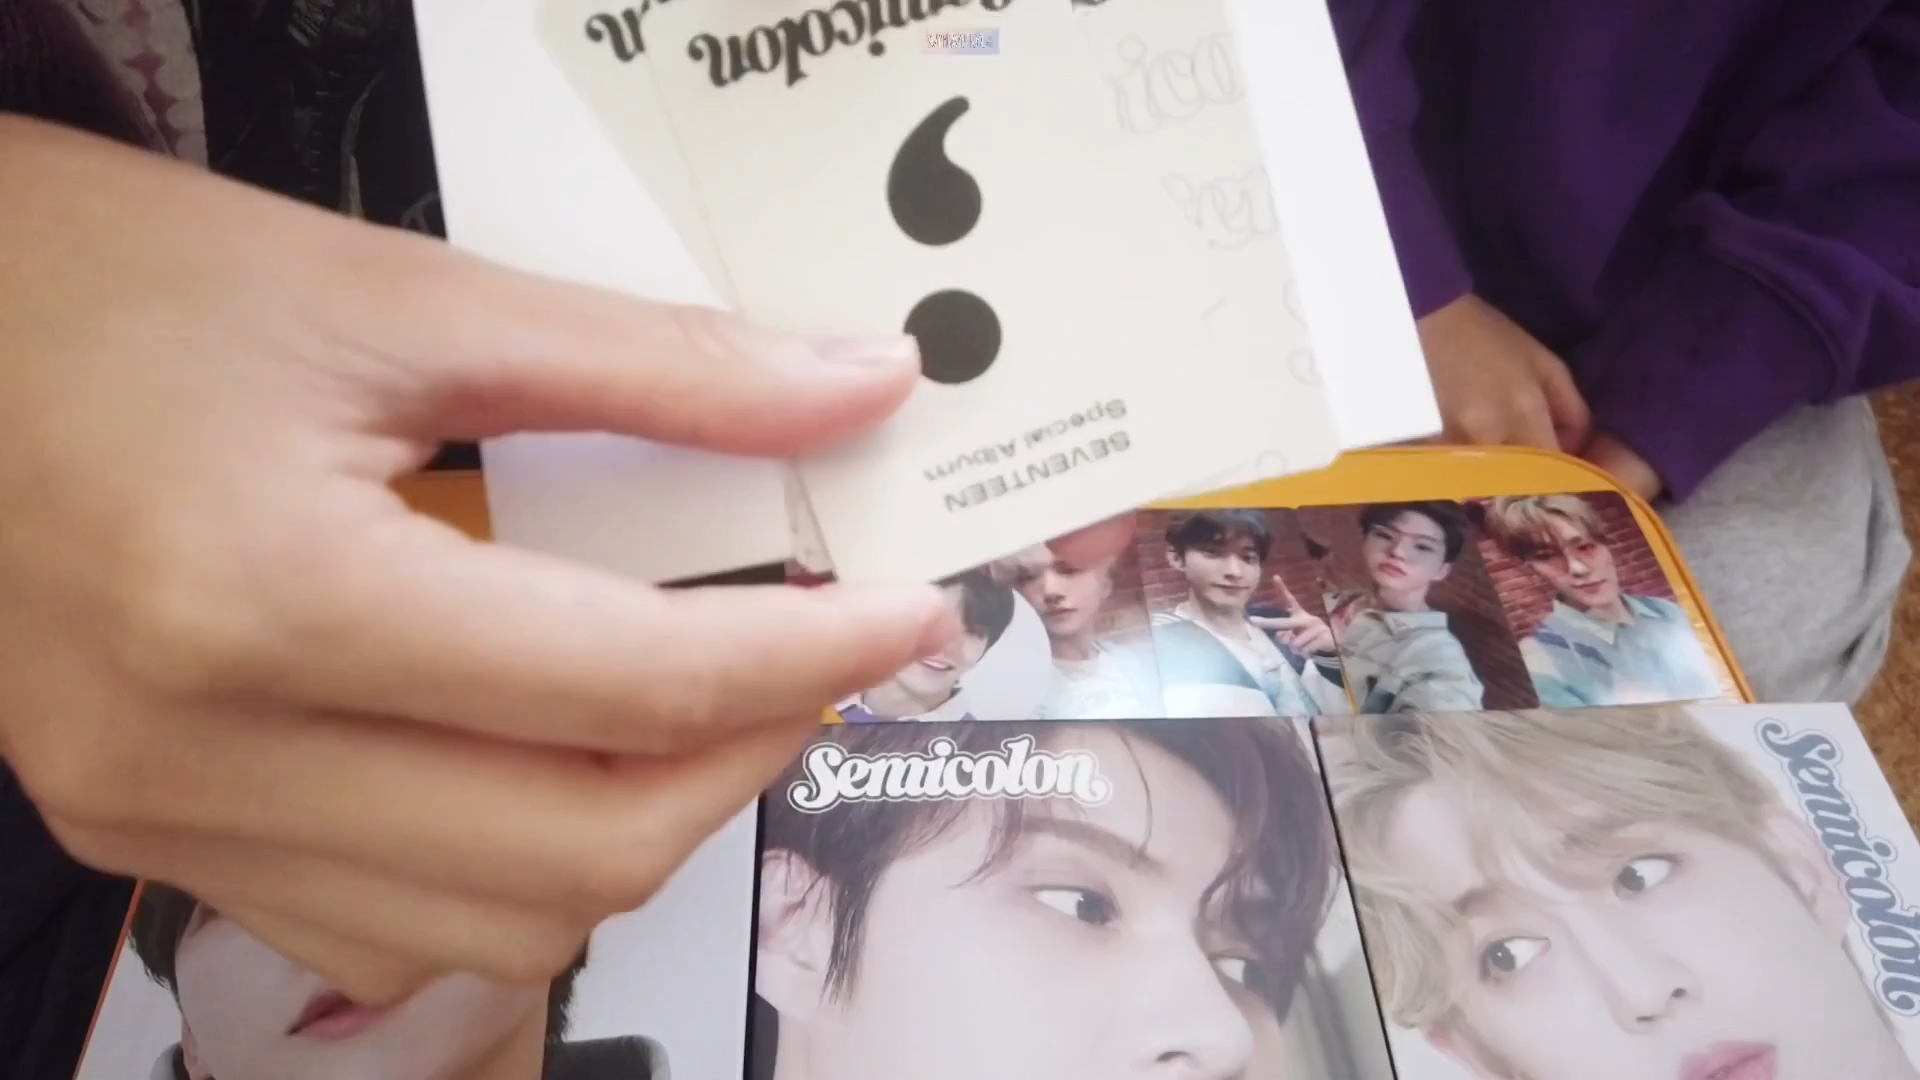 n
Semicolon
;
SEVENTEEN
Special Album
Semicolon
Semicolon